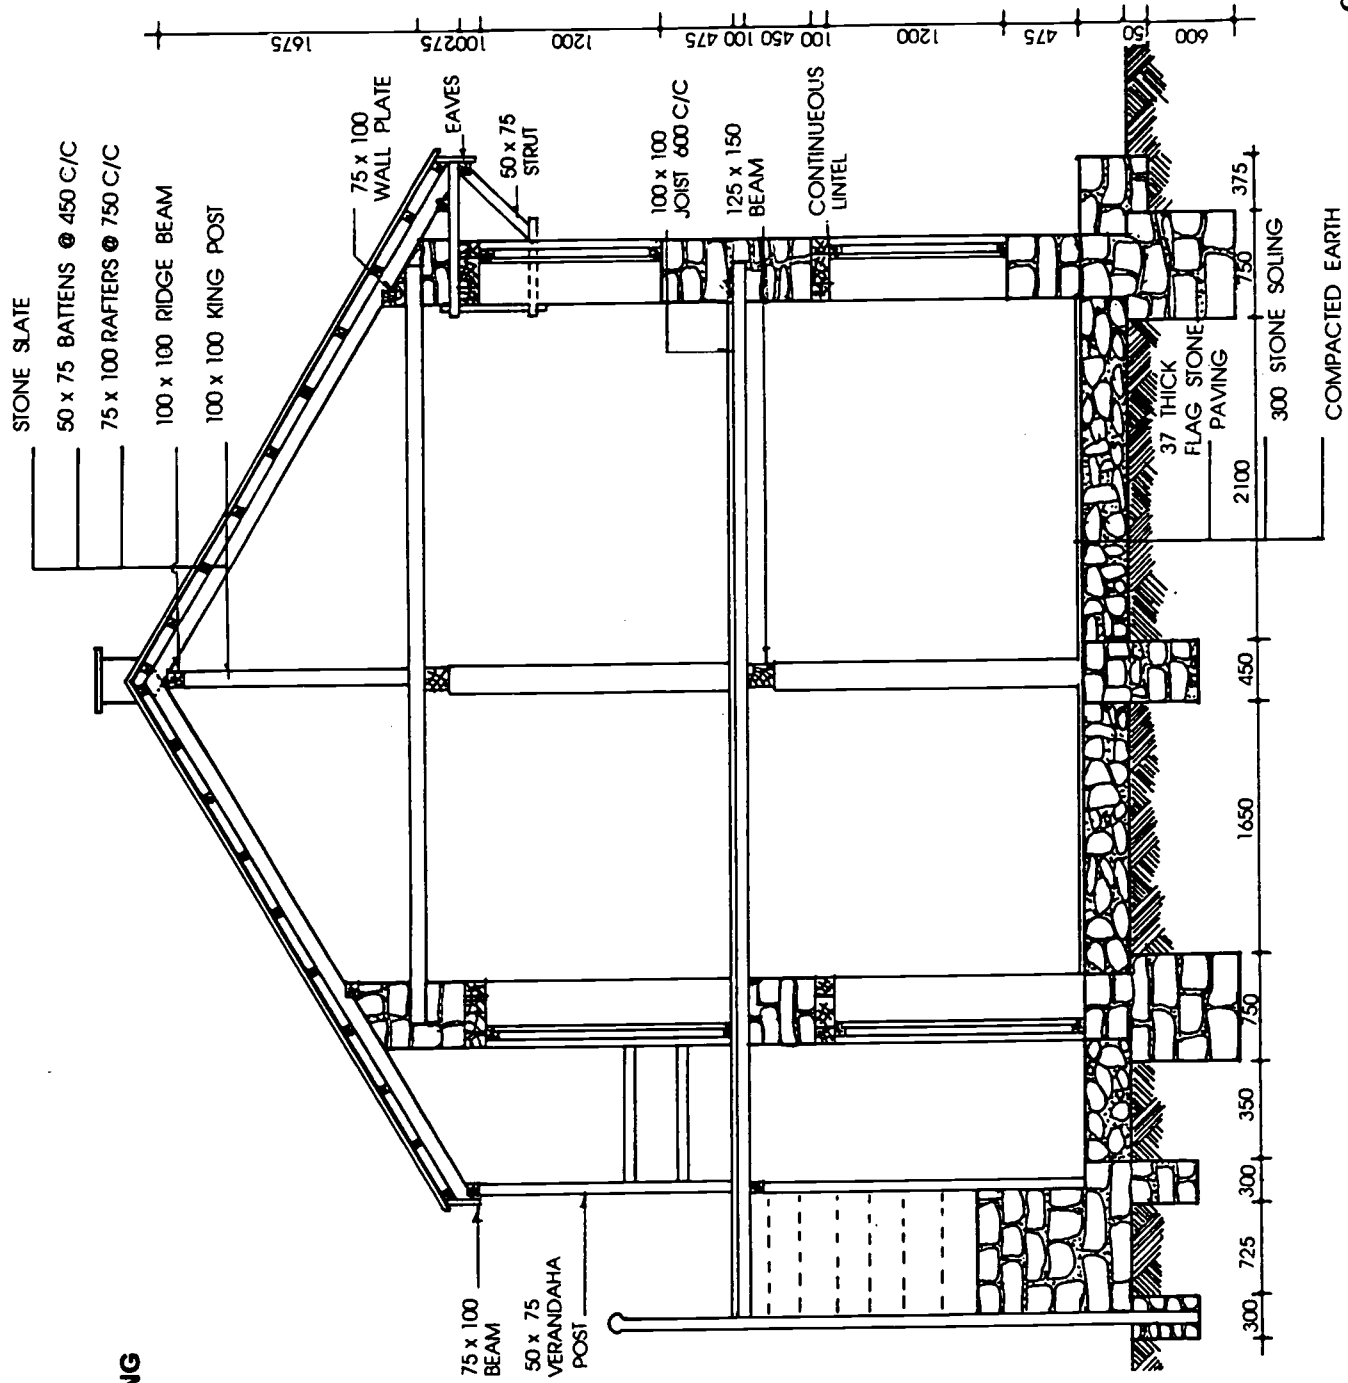 NG
STONE SLATE
50 x 75 BATTENS @ 450 C/C
75 x 100 RAFTERS @ 750 C/C
100 x 100 RIDGE BEAM
100 x 100 KING POST
75 x 100
WALL PLATE
EAVES
50 x 75
STRUT
100 x 100
JOIST 600 C/C
125 x 150
BEAM
CONTINUEOUS
LINTEL
75 x 100
BEAM
50 x 75
VERANDAHA
POST
37 THICK
FLAG STONE
PAVING
300 STONE SOLING
COMPACTED EARTH
1675
275
100
1200
475
100
450
100
1200
475
50
600
300
725
300
350
750
1650
450
2100
750
375